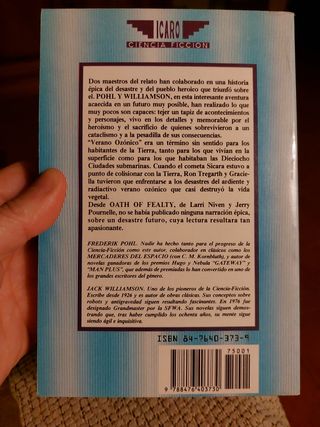 ICARO
CIENCIA FICCION
Dos maestros del relato han colaborado en una historia
épica del desastre y del pueblo heroico que triunfó sobre
el. POHL Y WILLIAMSON, en esta interesante aventura
acaecida en un futuro muy posible, han realizado lo que
muy pocos son capaces: tejer un tapiz de acontecimientos
y personajes, vivo en los detalles y memorable por el
heroísmo y el sacrificio de quienes sobrevivieron a un
cataclismo y a la pesadilla de sus consecuencias.
"Verano Ozónico" era un término sin sentido para los
habitantes de la Tierra, tanto para los que vivían en la
superficie como para los que habitaban las Dieciocho
Ciudades submarinas. Cuando el cometa Sicara estuvo a
punto de colisionar con la Tierra, Ron Tregarth y Gracie-
la tuvieron que enfrentarse a los desastres del ardiente y
radiactivo verano ozónico que casi destruyó la vida
vegetal.
Desde OATH OF FEALTY, de Larri Niven y Jerry
Pournelle, no se había publicado ninguna narración épica,
sobre un desastre futuro, cuya lectura resultara tan
apasionante.
FREDERIK POHL. Nadie ha hecho tanto para el progreso de la
Ciencia-Ficción como este autor, colaborador en clásicos como los
MERCADERES DEL ESPACIO (con C. M. Kornbluth), y autor
de novelas ganadoras de los premios Hugo y Nebula "GATEWAY" y
"MAN PLUS", que además de premiadas lo han convertido en uno de
los grandes escritores del género.
JACK WILLIAMSON. Uno de los pioneros de la Ciencia-Ficción.
Escribe desde 1926 y es autor de obras clásicas. Sus conceptos sobre
robots y antigravedad siguen resultando fascinantes. En 1976 fue
designado Grandmaster por la SFWA. Sus novelas siguen demos-
trando que, tras haber cumplido los ochenta años, su mente sigue
siendo ágil e inquisitiva.
ISBN 84-7640-373-9
73001
9 788476 403730